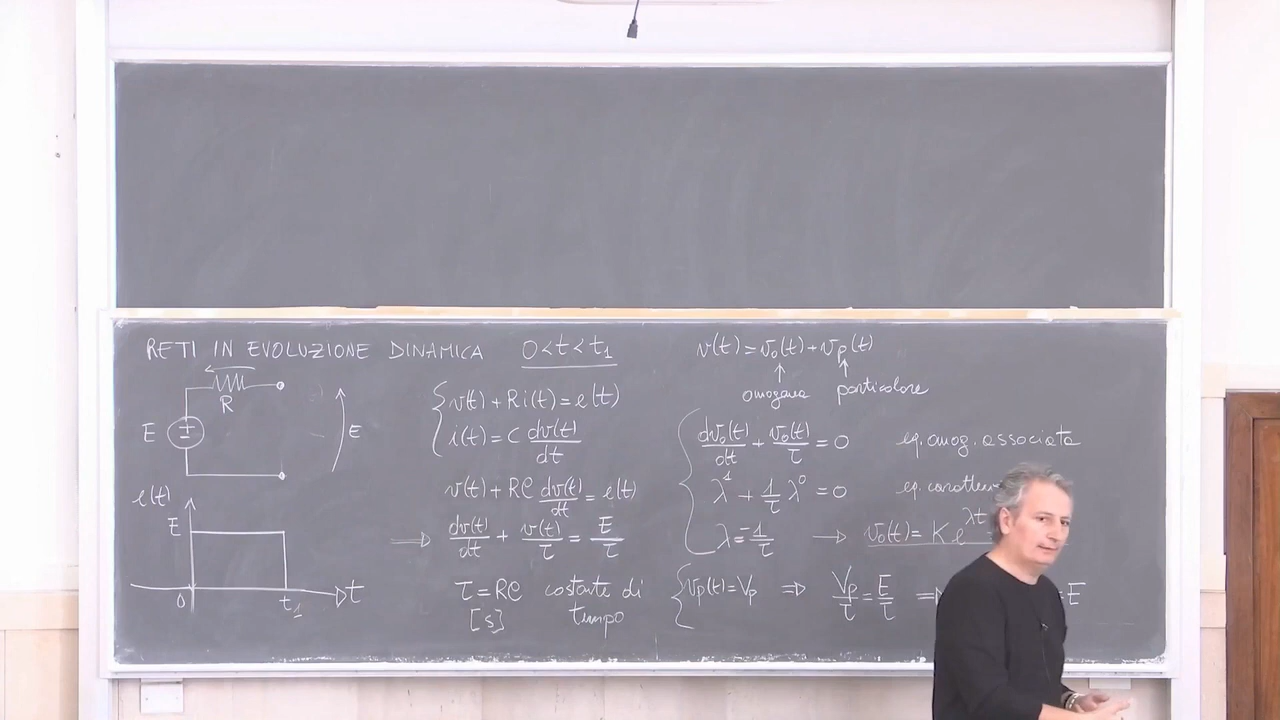 RETI IN EVOLUZIONE DINAMICA 0<t<t₁
R
E
E
e(t)
E
0
t₁
t
{v(t)+Ri(t)=e(t)
i(t)=C dv(t)/dt
v(t)+RC dv(t)/dt=e(t)
⇒ dv(t)/dt + v(t)/τ = E/τ
τ=RC costante di
[s] tempo
v(t)=v₀(t)+vₚ(t)
↑ ↑
omogenea particolare
{dv₀(t)/dt + v₀(t)/τ = 0 eq. omog. associata
λ¹ + 1/τ λ⁰ = 0 eq.
λ = -1/τ → v₀(t)= K e^λt
{vₚ(t)=Vₚ ⇒ Vₚ/τ = E/τ ⇒ =E